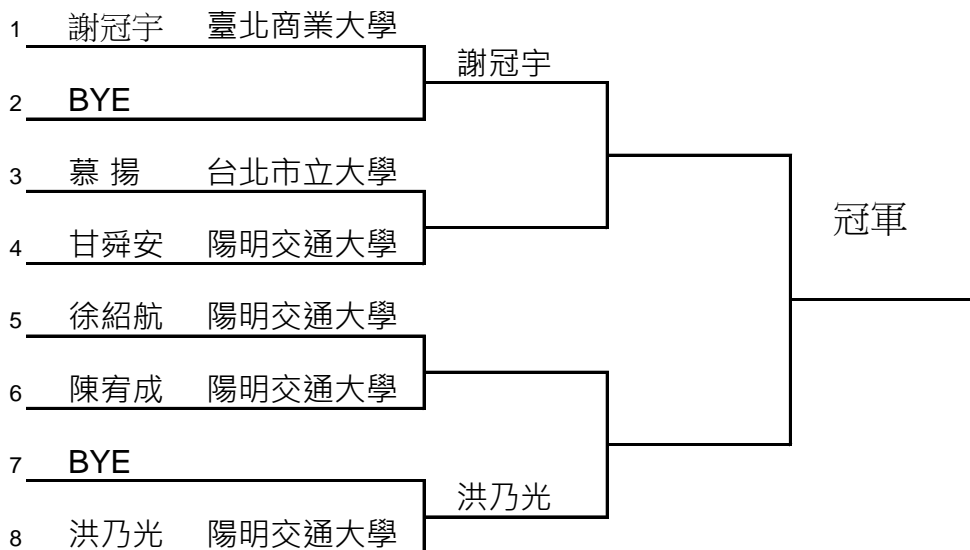 1 謝冠宇 臺北商業大學
謝冠宇
2 BYE
3 慕 揚 台北市立大學
冠軍
4 甘舜安 陽明交通大學
5 徐紹航 陽明交通大學
6 陳宥成 陽明交通大學
7 BYE
洪乃光
8 洪乃光 陽明交通大學